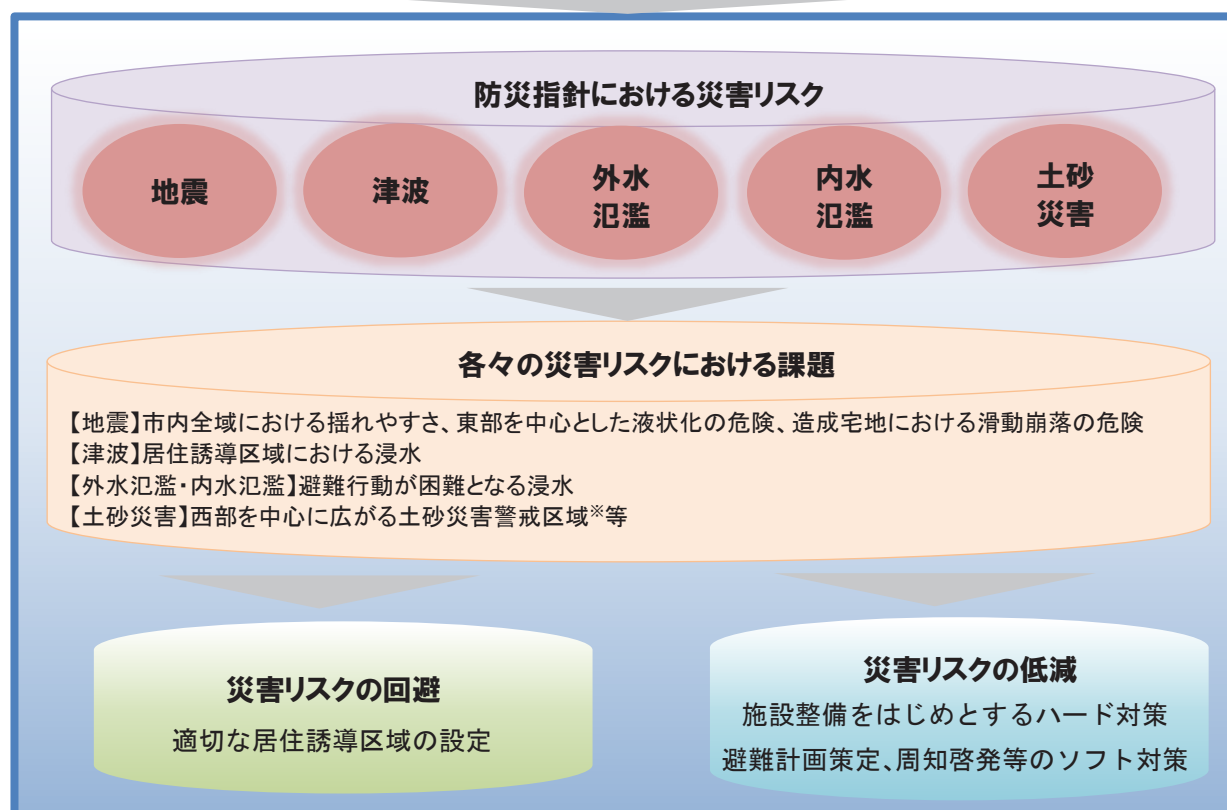 防災指針における災害リスク
地震
津波
外水
氾濫
内水
氾濫
土砂
災害
各々の災害リスクにおける課題
【地震】市内全域における揺れやすさ、東部を中心とした液状化の危険、造成宅地における滑動崩落の危険
【津波】居住誘導区域における浸水
【外水氾濫・内水氾濫】避難行動が困難となる浸水
【土砂災害】西部を中心に広がる土砂災害警戒区域※等
災害リスクの回避
適切な居住誘導区域の設定
災害リスクの低減
施設整備をはじめとするハード対策
避難計画策定、周知啓発等のソフト対策